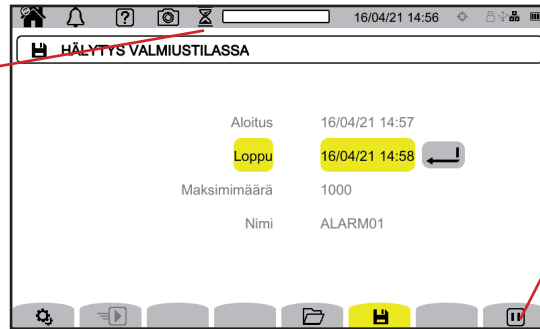 16/04/21 14:56
HÄLYTYS VALMIUSTILASSA
Aloitus 16/04/21 14:57
Loppu 16/04/21 14:58
Maksimimäärä 1000
Nimi ALARM01